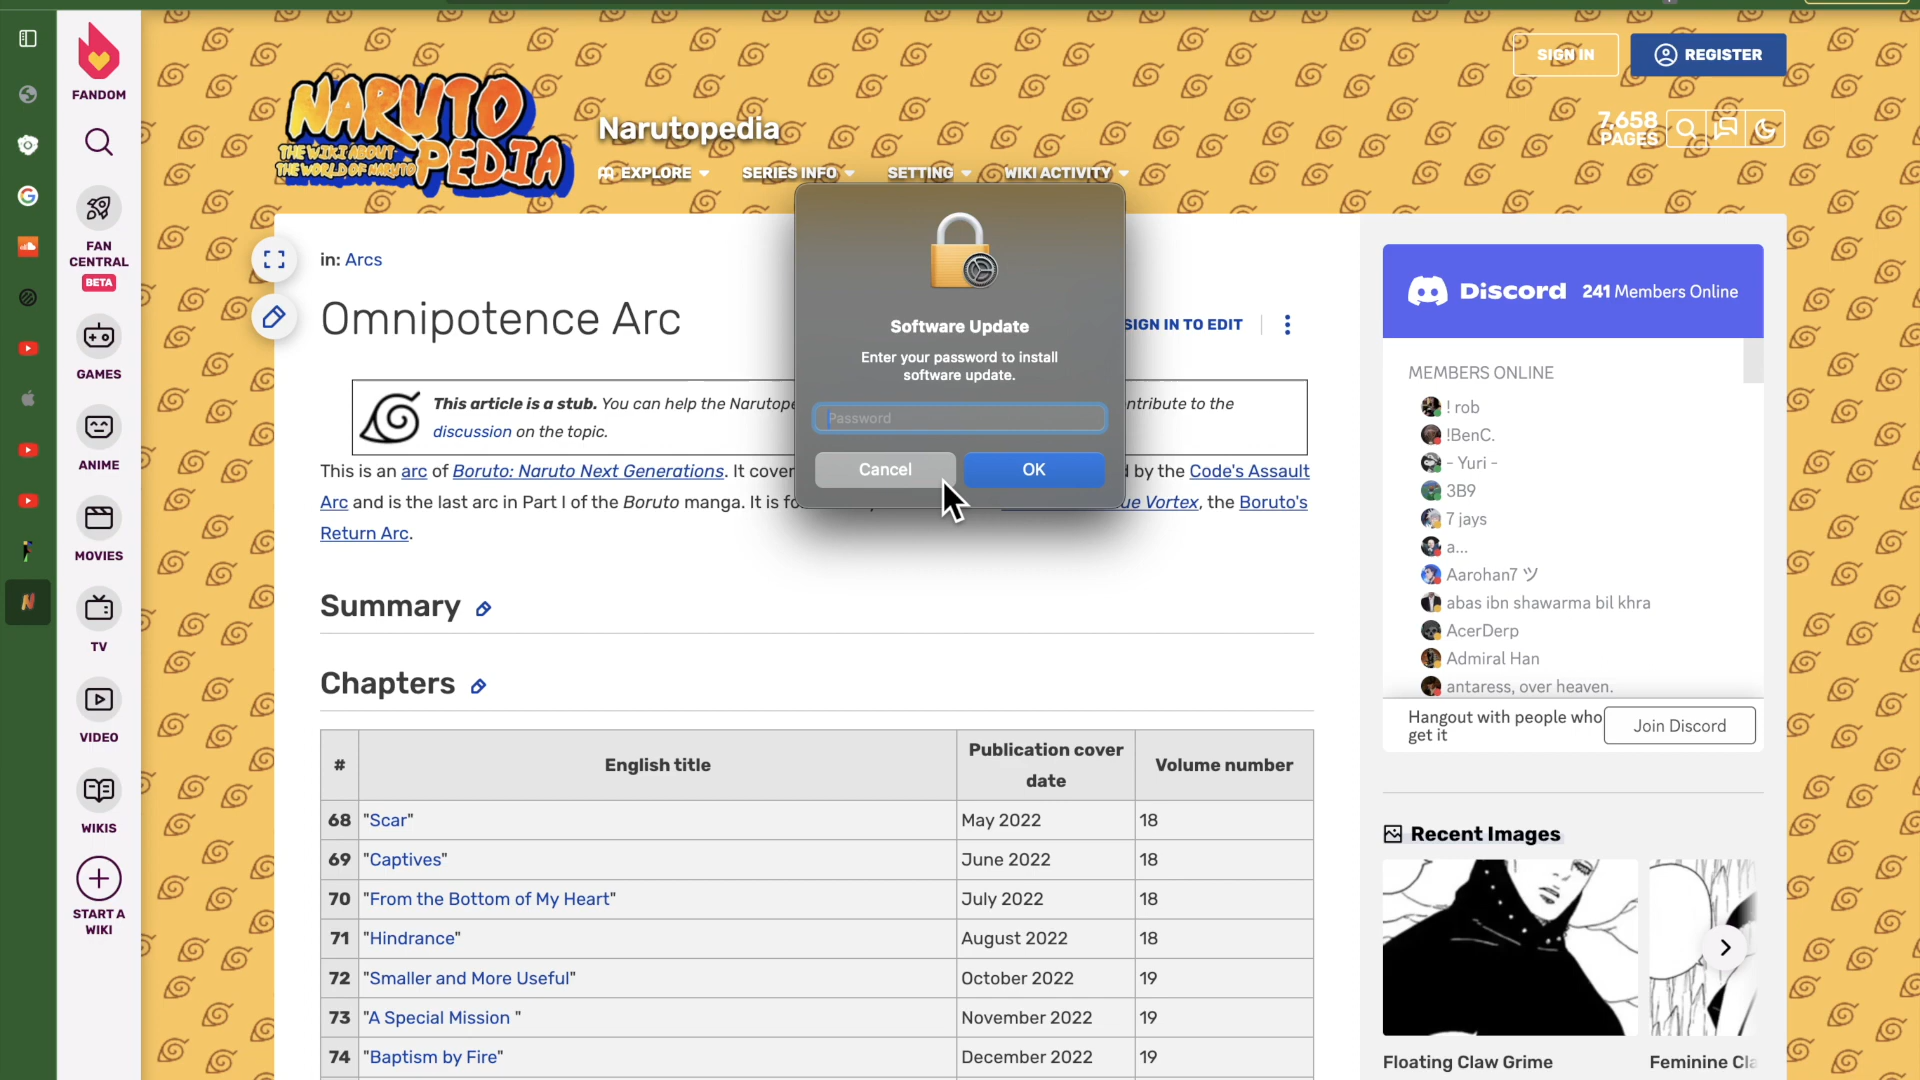 FANDOM
FAN
CENTRAL
BETA
GAMES
ANIME
MOVIES
TV
VIDEO
WIKIS
START A
WIKI
NARUTO
PEDIA
THE WIKI ABOUT
THE WORLD OF NARUTO
Narutopedia
EXPLORE
SERIES INFO
SETTING
WIKI ACTIVITY
SIGN IN
REGISTER
7,658
PAGES
in: Arcs
Omnipotence Arc
SIGN IN TO EDIT
This article is a stub. You can help the
ntribute to the
discussion on the topic.
This is an arc of Boruto: Naruto Next Generations. It
by the Code's Assault
Arc and is the last arc in Part I of the Boruto manga. It is
Vortex, the Boruto's
Return Arc.
Software Update
Enter your password to install
software update.
Password
Cancel
OK
Summary
Chapters
# English title Publication cover date Volume number
68 "Scar" May 2022 18
69 "Captives" June 2022 18
70 "From the Bottom of My Heart" July 2022 18
71 "Hindrance" August 2022 18
72 "Smaller and More Useful" October 2022 19
73 "A Special Mission " November 2022 19
74 "Baptism by Fire" December 2022 19
Discord 241 Members Online
MEMBERS ONLINE
! rob
!BenC.
- Yuri -
3B9
7 jays
a...
Aarohan7 ツ
abas ibn shawarma bil khra
AcerDerp
Admiral Han
antaress, over heaven.
Hangout with people who
get it
Join Discord
Recent Images
Floating Claw Grime
Feminine